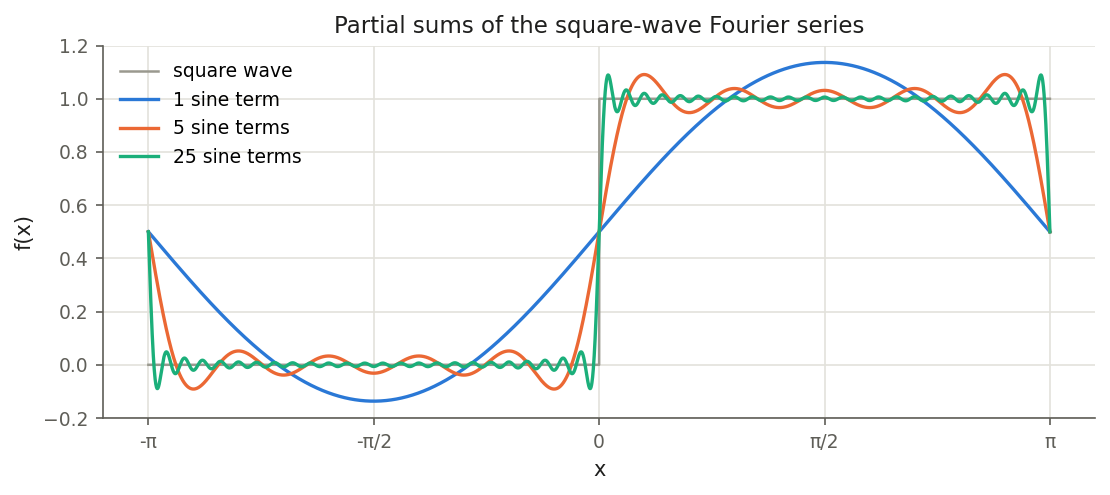 Partial sums of the square-wave Fourier series
1.2
1.0
0.8
0.6
0.4
0.2
0.0
−0.2
f(x)
square wave
1 sine term
5 sine terms
25 sine terms
-π -π/2 0 π/2 π
x